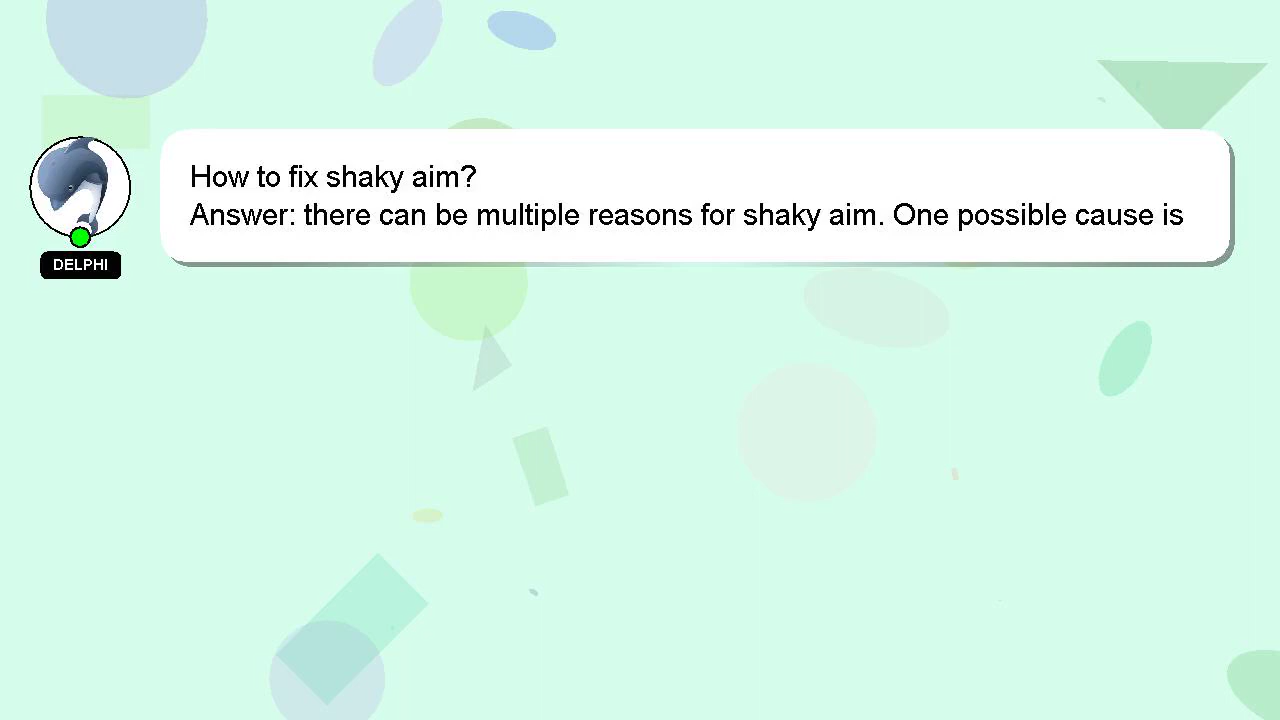 How to fix shaky aim?
Answer: there can be multiple reasons for shaky aim. One possible cause is
DELPHI